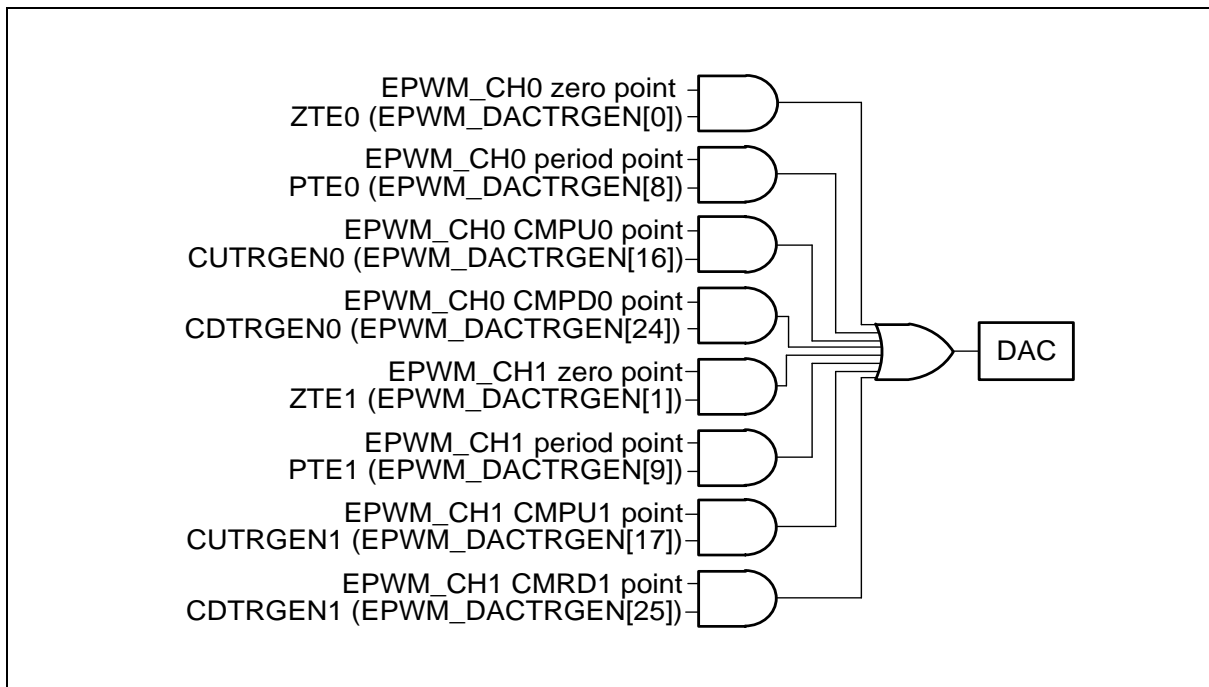 EPWM_CH0 zero point
ZTE0 (EPWM_DACTRGEN[0])
EPWM_CH0 period point
PTE0 (EPWM_DACTRGEN[8])
EPWM_CH0 CMPU0 point
CUTRGEN0 (EPWM_DACTRGEN[16])
EPWM_CH0 CMPD0 point
CDTRGEN0 (EPWM_DACTRGEN[24])
DAC
EPWM_CH1 zero point
ZTE1 (EPWM_DACTRGEN[1])
EPWM_CH1 period point
PTE1 (EPWM_DACTRGEN[9])
EPWM_CH1 CMPU1 point
CUTRGEN1 (EPWM_DACTRGEN[17])
EPWM_CH1 CMRD1 point
CDTRGEN1 (EPWM_DACTRGEN[25])